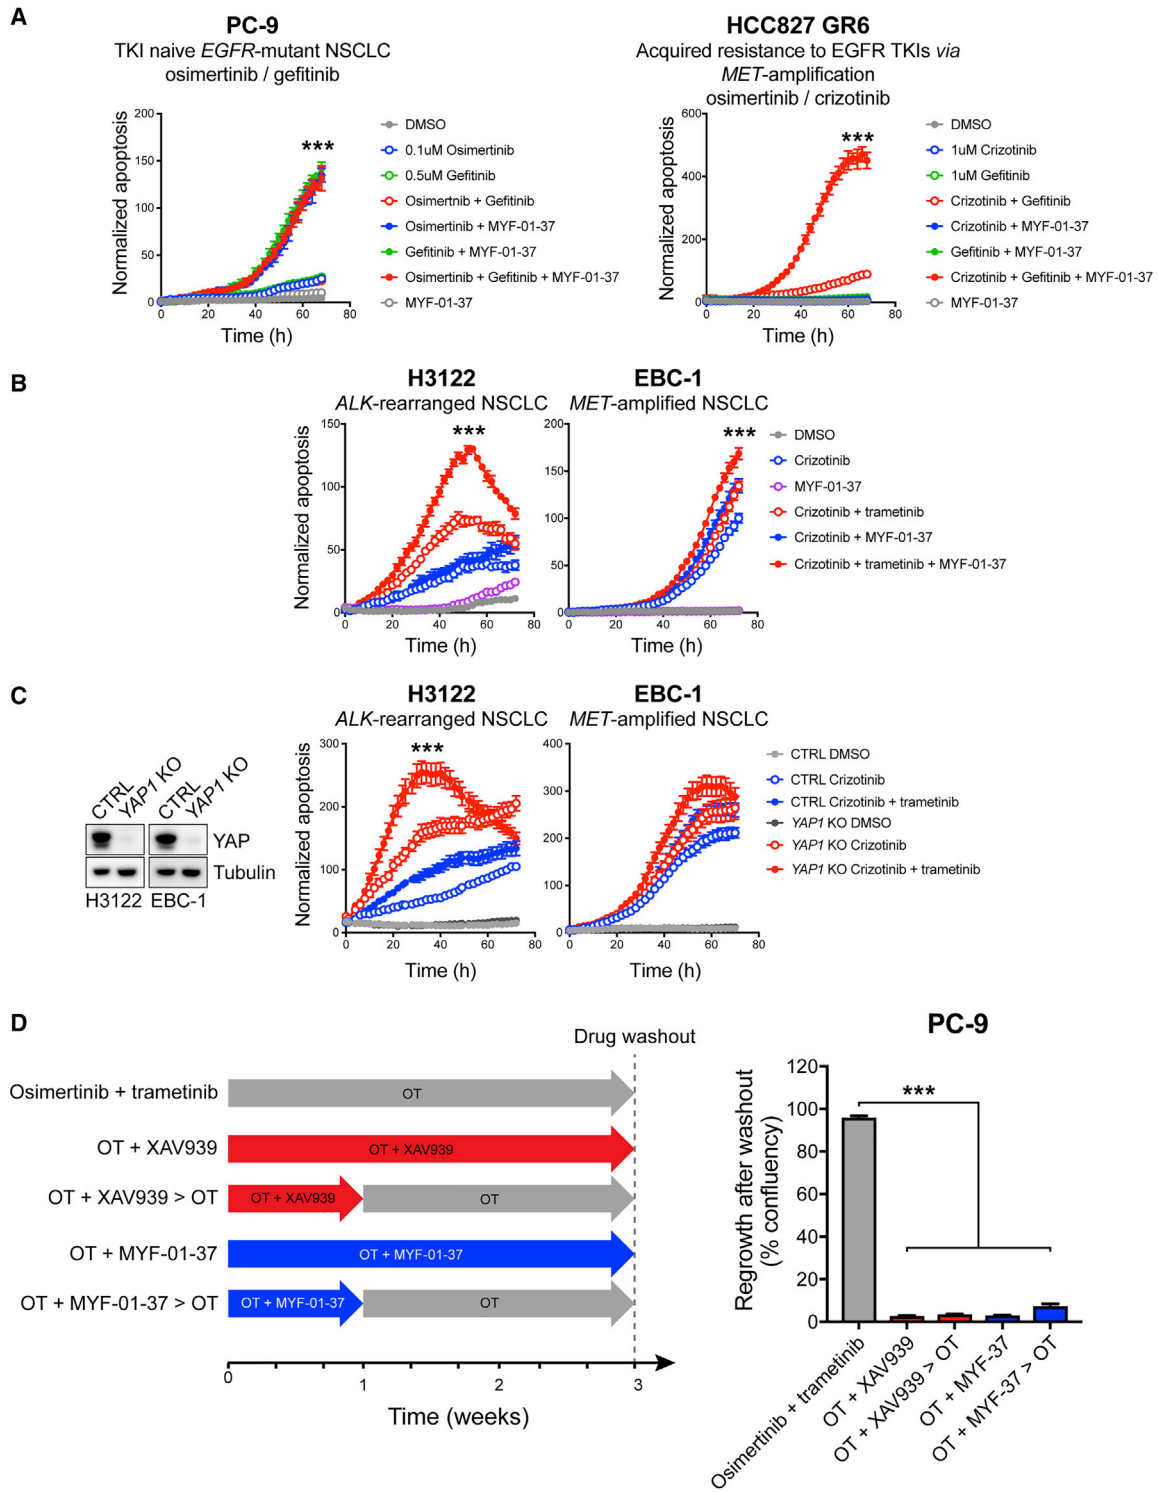 A
PC-9
TKI naive EGFR-mutant NSCLC
osimertinib / gefitinib
Normalized apoptosis
200
150
100
50
0
0 20 40 60 80
Time (h)
***
DMSO
0.1uM Osimertinib
0.5uM Gefitinib
Osimertnib + Gefitinib
Osimertinib + MYF-01-37
Gefitinib + MYF-01-37
Osimertinib + Gefitinib + MYF-01-37
MYF-01-37
HCC827 GR6
Acquired resistance to EGFR TKIs via
MET-amplification
osimertinib / crizotinib
Normalized apoptosis
600
400
200
0
0 20 40 60 80
Time (h)
***
DMSO
1uM Crizotinib
1uM Gefitinib
Crizotinib + Gefitinib
Crizotinib + MYF-01-37
Gefitinib + MYF-01-37
Crizotinib + Gefitinib + MYF-01-37
MYF-01-37
B
H3122
ALK-rearranged NSCLC
Normalized apoptosis
150
100
50
0
0 20 40 60 80
Time (h)
***
EBC-1
MET-amplified NSCLC
200
150
100
50
0
0 20 40 60 80
Time (h)
***
DMSO
Crizotinib
MYF-01-37
Crizotinib + trametinib
Crizotinib + MYF-01-37
Crizotinib + trametinib + MYF-01-37
C
CTRL
YAP1 KO
CTRL
YAP1 KO
YAP
Tubulin
H3122 EBC-1
H3122
ALK-rearranged NSCLC
Normalized apoptosis
300
200
100
0
0 20 40 60 80
Time (h)
***
EBC-1
MET-amplified NSCLC
400
300
200
100
0
0 20 40 60 80
Time (h)
CTRL DMSO
CTRL Crizotinib
CTRL Crizotinib + trametinib
YAP1 KO DMSO
YAP1 KO Crizotinib
YAP1 KO Crizotinib + trametinib
D
Drug washout
Osimertinib + trametinib
OT
OT + XAV939
OT + XAV939
OT + XAV939 > OT
OT + XAV939
OT
OT + MYF-01-37
OT + MYF-01-37
OT + MYF-01-37 > OT
OT + MYF-01-37
OT
0 1 2 3
Time (weeks)
PC-9
Regrowth after washout
(% confluency)
120
100
80
60
40
20
0
***
Osimertinib + trametinib
OT + XAV939
OT + XAV939 > OT
OT + MYF-37
OT + MYF-37 > OT